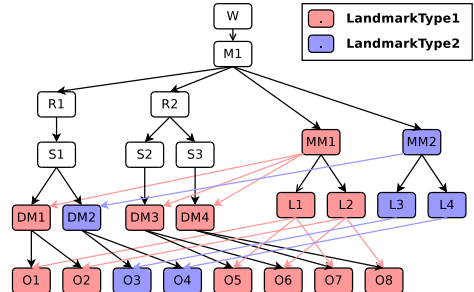 W
. LandmarkType1
. LandmarkType2
M1
R1 R2 MM1 MM2
S1 S2 S3
L1 L2 L3 L4
DM1 DM2 DM3 DM4
O1 O2 O3 O4 O5 O6 O7 O8